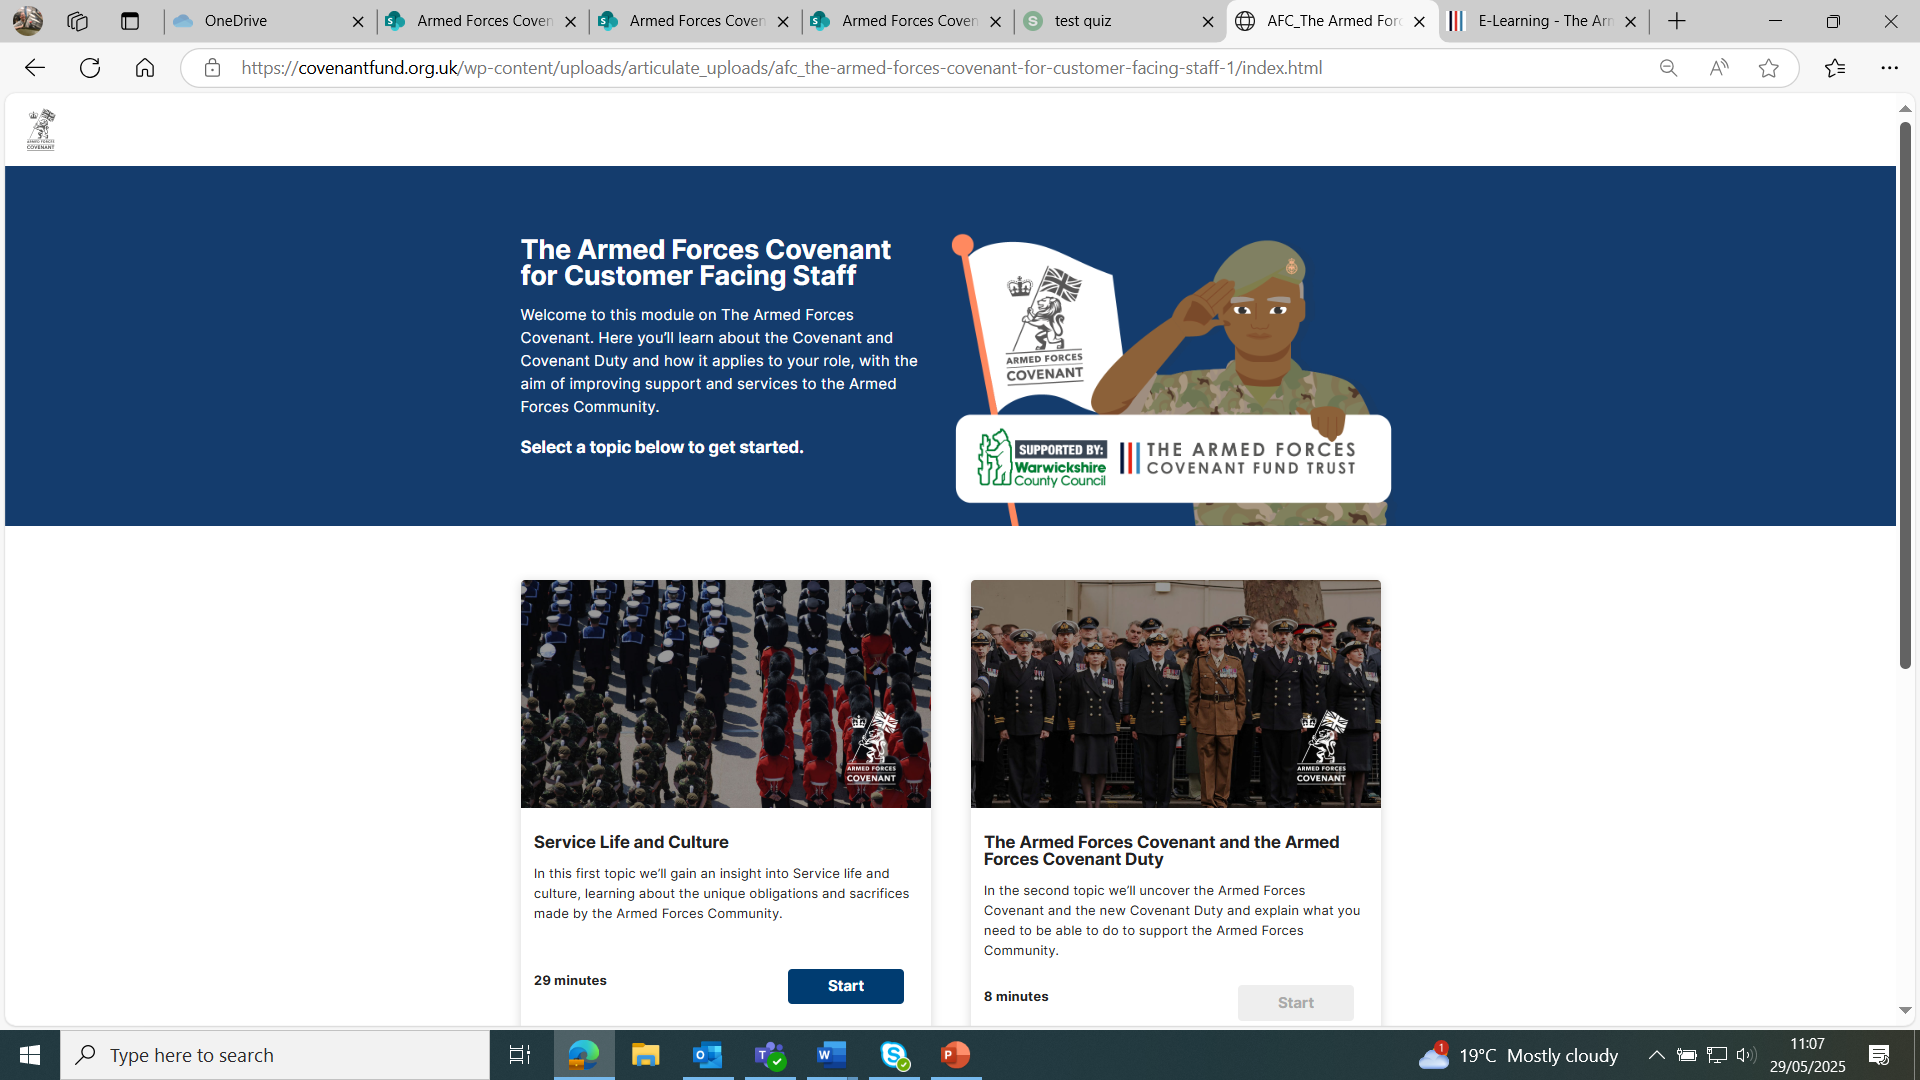 OneDrive
Armed Forces Coven
Armed Forces Coven
Armed Forces Coven
test quiz
AFC_The Armed Forc
E-Learning - The Arm
https://covenantfund.org.uk/wp-content/uploads/articulate_uploads/afc_the-armed-forces-covenant-for-customer-facing-staff-1/index.html
ARMED FORCES
COVENANT
The Armed Forces Covenant
for Customer Facing Staff
Welcome to this module on The Armed Forces
Covenant. Here you’ll learn about the Covenant and
Covenant Duty and how it applies to your role, with the
aim of improving support and services to the Armed
Forces Community.
Select a topic below to get started.
ARMED FORCES
COVENANT
SUPPORTED BY:
Warwickshire
County Council
THE ARMED FORCES
COVENANT FUND TRUST
ARMED FORCES
COVENANT
ARMED FORCES
COVENANT
Service Life and Culture
In this first topic we’ll gain an insight into Service life and
culture, learning about the unique obligations and sacrifices
made by the Armed Forces Community.
29 minutes
Start
The Armed Forces Covenant and the Armed
Forces Covenant Duty
In the second topic we’ll uncover the Armed Forces
Covenant and the new Covenant Duty and explain what you
need to be able to do to support the Armed Forces
Community.
8 minutes
Start
Type here to search
1
19°C Mostly cloudy
11:07
29/05/2025